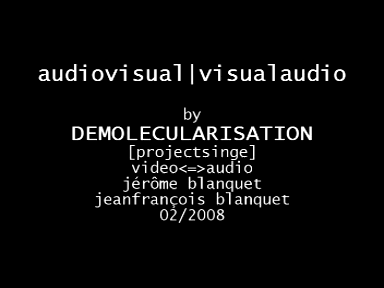 audiovisual|visualaudio
by
DEMOLECULARISATION
[projectsinge]
video<=>audio
jérôme blanquet
jeanfrançois blanquet
02/2008